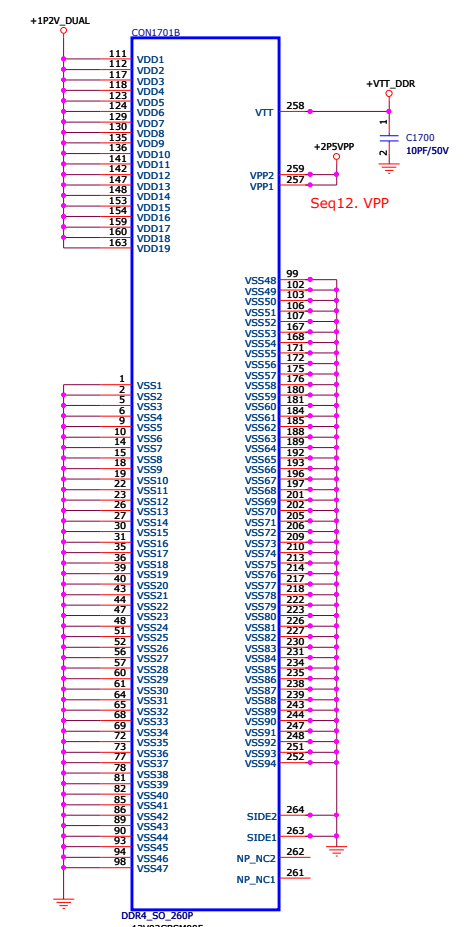 +1P2V_DUAL
CON1701B
111 VDD1
112 VDD2
117 VDD3
118 VDD4
123 VDD5
124 VDD6
129 VDD7
130 VDD8
135 VDD9
136 VDD10
141 VDD11
142 VDD12
147 VDD13
148 VDD14
153 VDD15
154 VDD16
159 VDD17
160 VDD18
163 VDD19
+VTT_DDR
VTT 258
1
C1700
10PF/50V
2
+2P5VPP
VPP2 259
VPP1 257
Seq12. VPP
VSS48 99
VSS49 102
VSS50 103
VSS51 106
VSS52 107
VSS53 167
VSS54 168
VSS55 171
VSS56 172
VSS57 175
VSS58 176
VSS59 180
VSS60 181
VSS61 184
VSS62 185
VSS63 188
VSS64 189
VSS65 192
VSS66 193
VSS67 196
VSS68 197
VSS69 201
VSS70 202
VSS71 205
VSS72 206
VSS73 209
VSS74 210
VSS75 213
VSS76 214
VSS77 217
VSS78 218
VSS79 222
VSS80 223
VSS81 226
VSS82 227
VSS83 230
VSS84 231
VSS85 234
VSS86 235
VSS87 238
VSS88 239
VSS89 243
VSS90 244
VSS91 247
VSS92 248
VSS93 251
VSS94 252
1 VSS1
2 VSS2
5 VSS3
6 VSS4
9 VSS5
10 VSS6
14 VSS7
15 VSS8
18 VSS9
19 VSS10
22 VSS11
23 VSS12
26 VSS13
27 VSS14
30 VSS15
31 VSS16
35 VSS17
36 VSS18
39 VSS19
40 VSS20
43 VSS21
44 VSS22
47 VSS23
48 VSS24
51 VSS25
52 VSS26
56 VSS27
57 VSS28
60 VSS29
61 VSS30
64 VSS31
65 VSS32
68 VSS33
69 VSS34
72 VSS35
73 VSS36
77 VSS37
78 VSS38
81 VSS39
82 VSS40
85 VSS41
86 VSS42
89 VSS43
90 VSS44
93 VSS45
94 VSS46
98 VSS47
SIDE2 264
SIDE1 263
NP_NC2 262
NP_NC1 261
DDR4_SO_260P